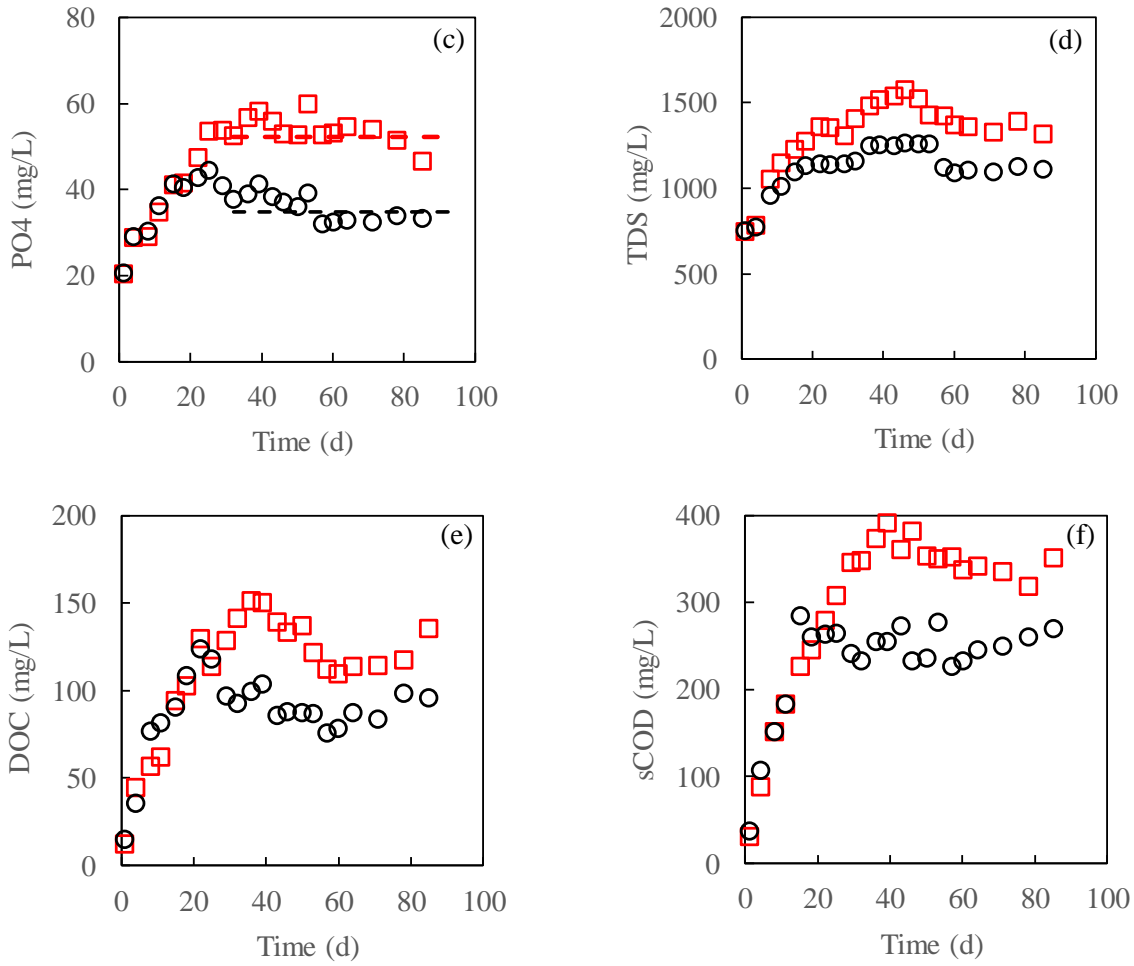 (c)
PO4 (mg/L)
80
60
40
20
0
0 20 40 60 80 100
Time (d)
(d)
TDS (mg/L)
2000
1500
1000
500
0
0 20 40 60 80 100
Time (d)
(e)
DOC (mg/L)
200
150
100
50
0
0 20 40 60 80 100
Time (d)
(f)
sCOD (mg/L)
400
300
200
100
0
0 20 40 60 80 100
Time (d)